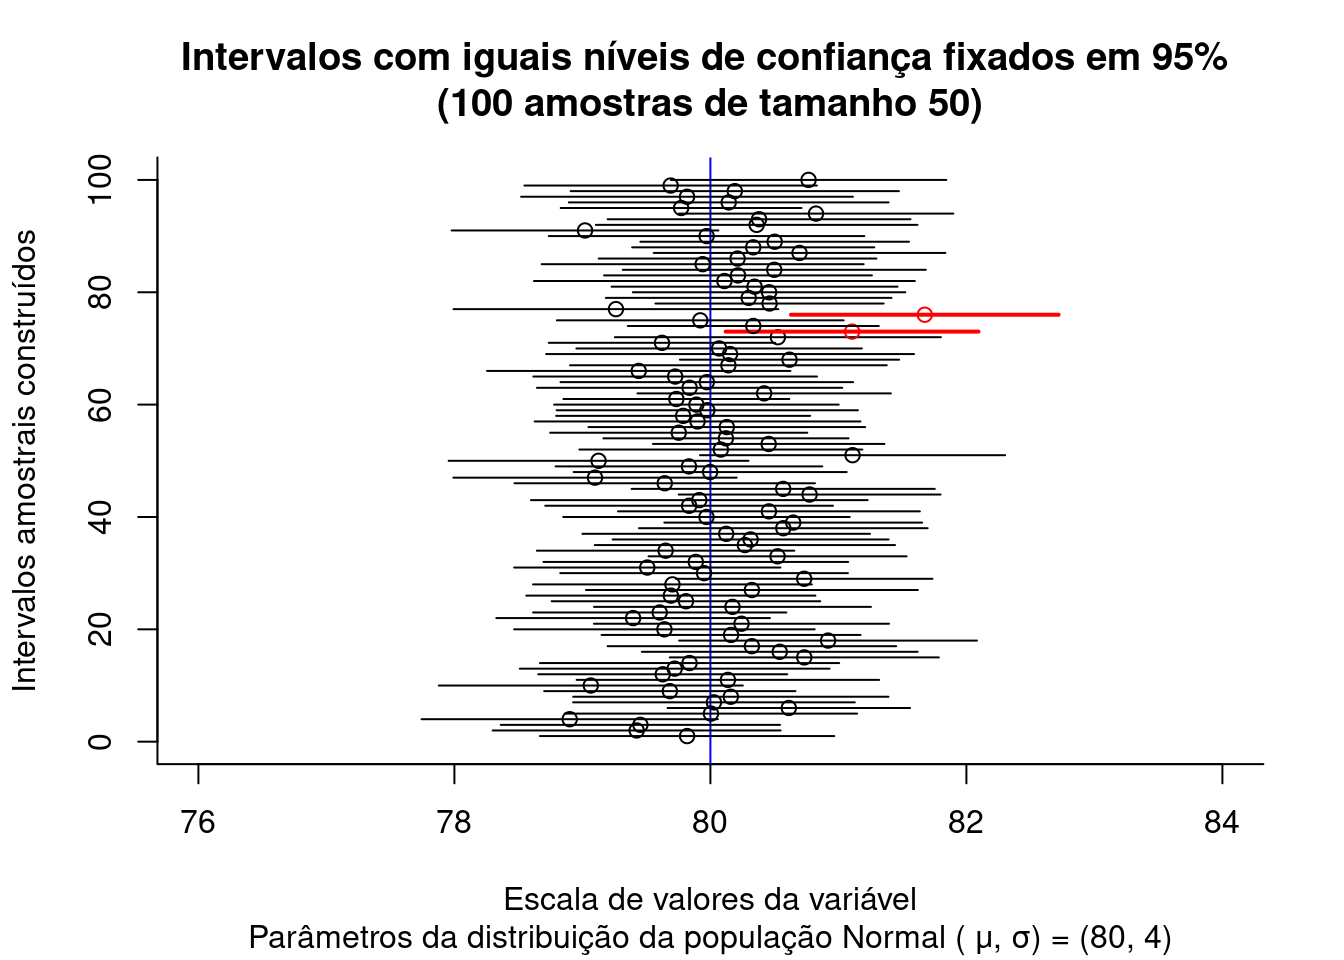 Intervalos com iguais níveis de confiança fixados em 95%
(100 amostras de tamanho 50)
Intervalos amostrais construídos
100
80
60
40
20
0
76 78 80 82 84
Escala de valores da variável
Parâmetros da distribuição da população Normal ( μ, σ) = (80, 4)